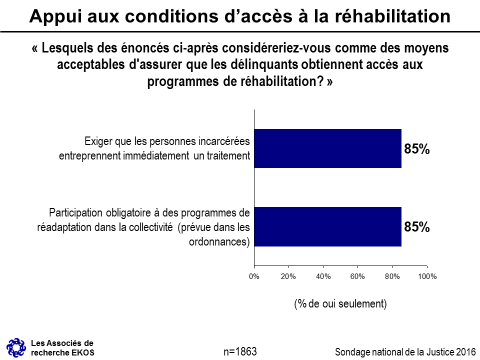 Appui aux conditions d’accès à la réhabilitation
« Lesquels des énoncés ci-après considéreriez-vous comme des moyens
acceptables d'assurer que les délinquants obtiennent accès aux
programmes de réhabilitation? »
Exiger que les personnes incarcérées
entreprennent immédiatement un traitement
85%
Participation obligatoire à des programmes de
réadaptation dans la collectivité (prévue dans les
ordonnances)
85%
0% 20% 40% 60% 80% 100%
(% de oui seulement)
Les Associés de
recherche EKOS
n=1863
Sondage national de la Justice 2016